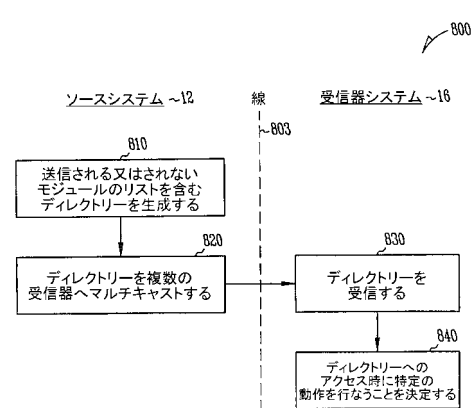 800
ソースシステム ~12
線
受信器システム ~16
803
810
送信される又はされない
モジュールのリストを含む
ディレクトリーを生成する
820
ディレクトリーを複数の
受信器へマルチキャストする
830
ディレクトリーを
受信する
840
ディレクトリーへの
アクセス時に特定の
動作を行なうことを決定する